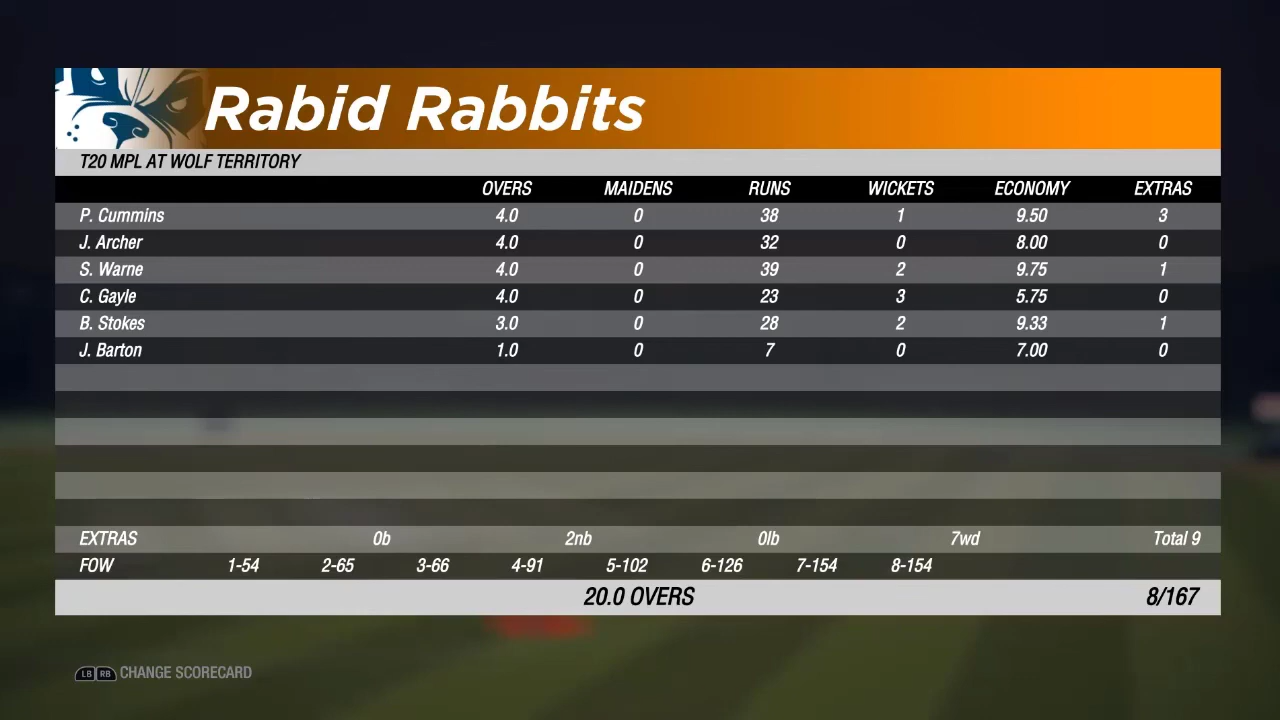 Rabid Rabbits
T20 MPL AT WOLF TERRITORY
OVERS MAIDENS RUNS WICKETS ECONOMY EXTRAS
P. Cummins 4.0 0 38 1 9.50 3
J. Archer 4.0 0 32 0 8.00 0
S. Warne 4.0 0 39 2 9.75 1
C. Gayle 4.0 0 23 3 5.75 0
B. Stokes 3.0 0 28 2 9.33 1
J. Barton 1.0 0 7 0 7.00 0
EXTRAS 0b 2nb 0lb 7wd Total 9
FOW 1-54 2-65 3-66 4-91 5-102 6-126 7-154 8-154
20.0 OVERS 8/167
LB RB CHANGE SCORECARD